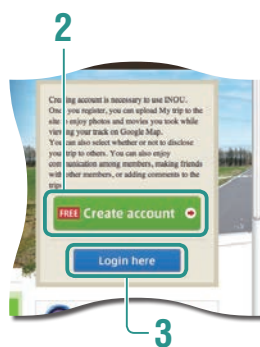 2
Creating account is necessary to use INOU.
Once you register, you can upload My trip to the
site to enjoy photos and movies you took while
viewing your track on Google Map.
You can also select whether or not to disclose
your trip to others. You can also enjoy
communication among members, making friends
with other members, or adding comments to the
trips.
FREE Create account
Login here
3